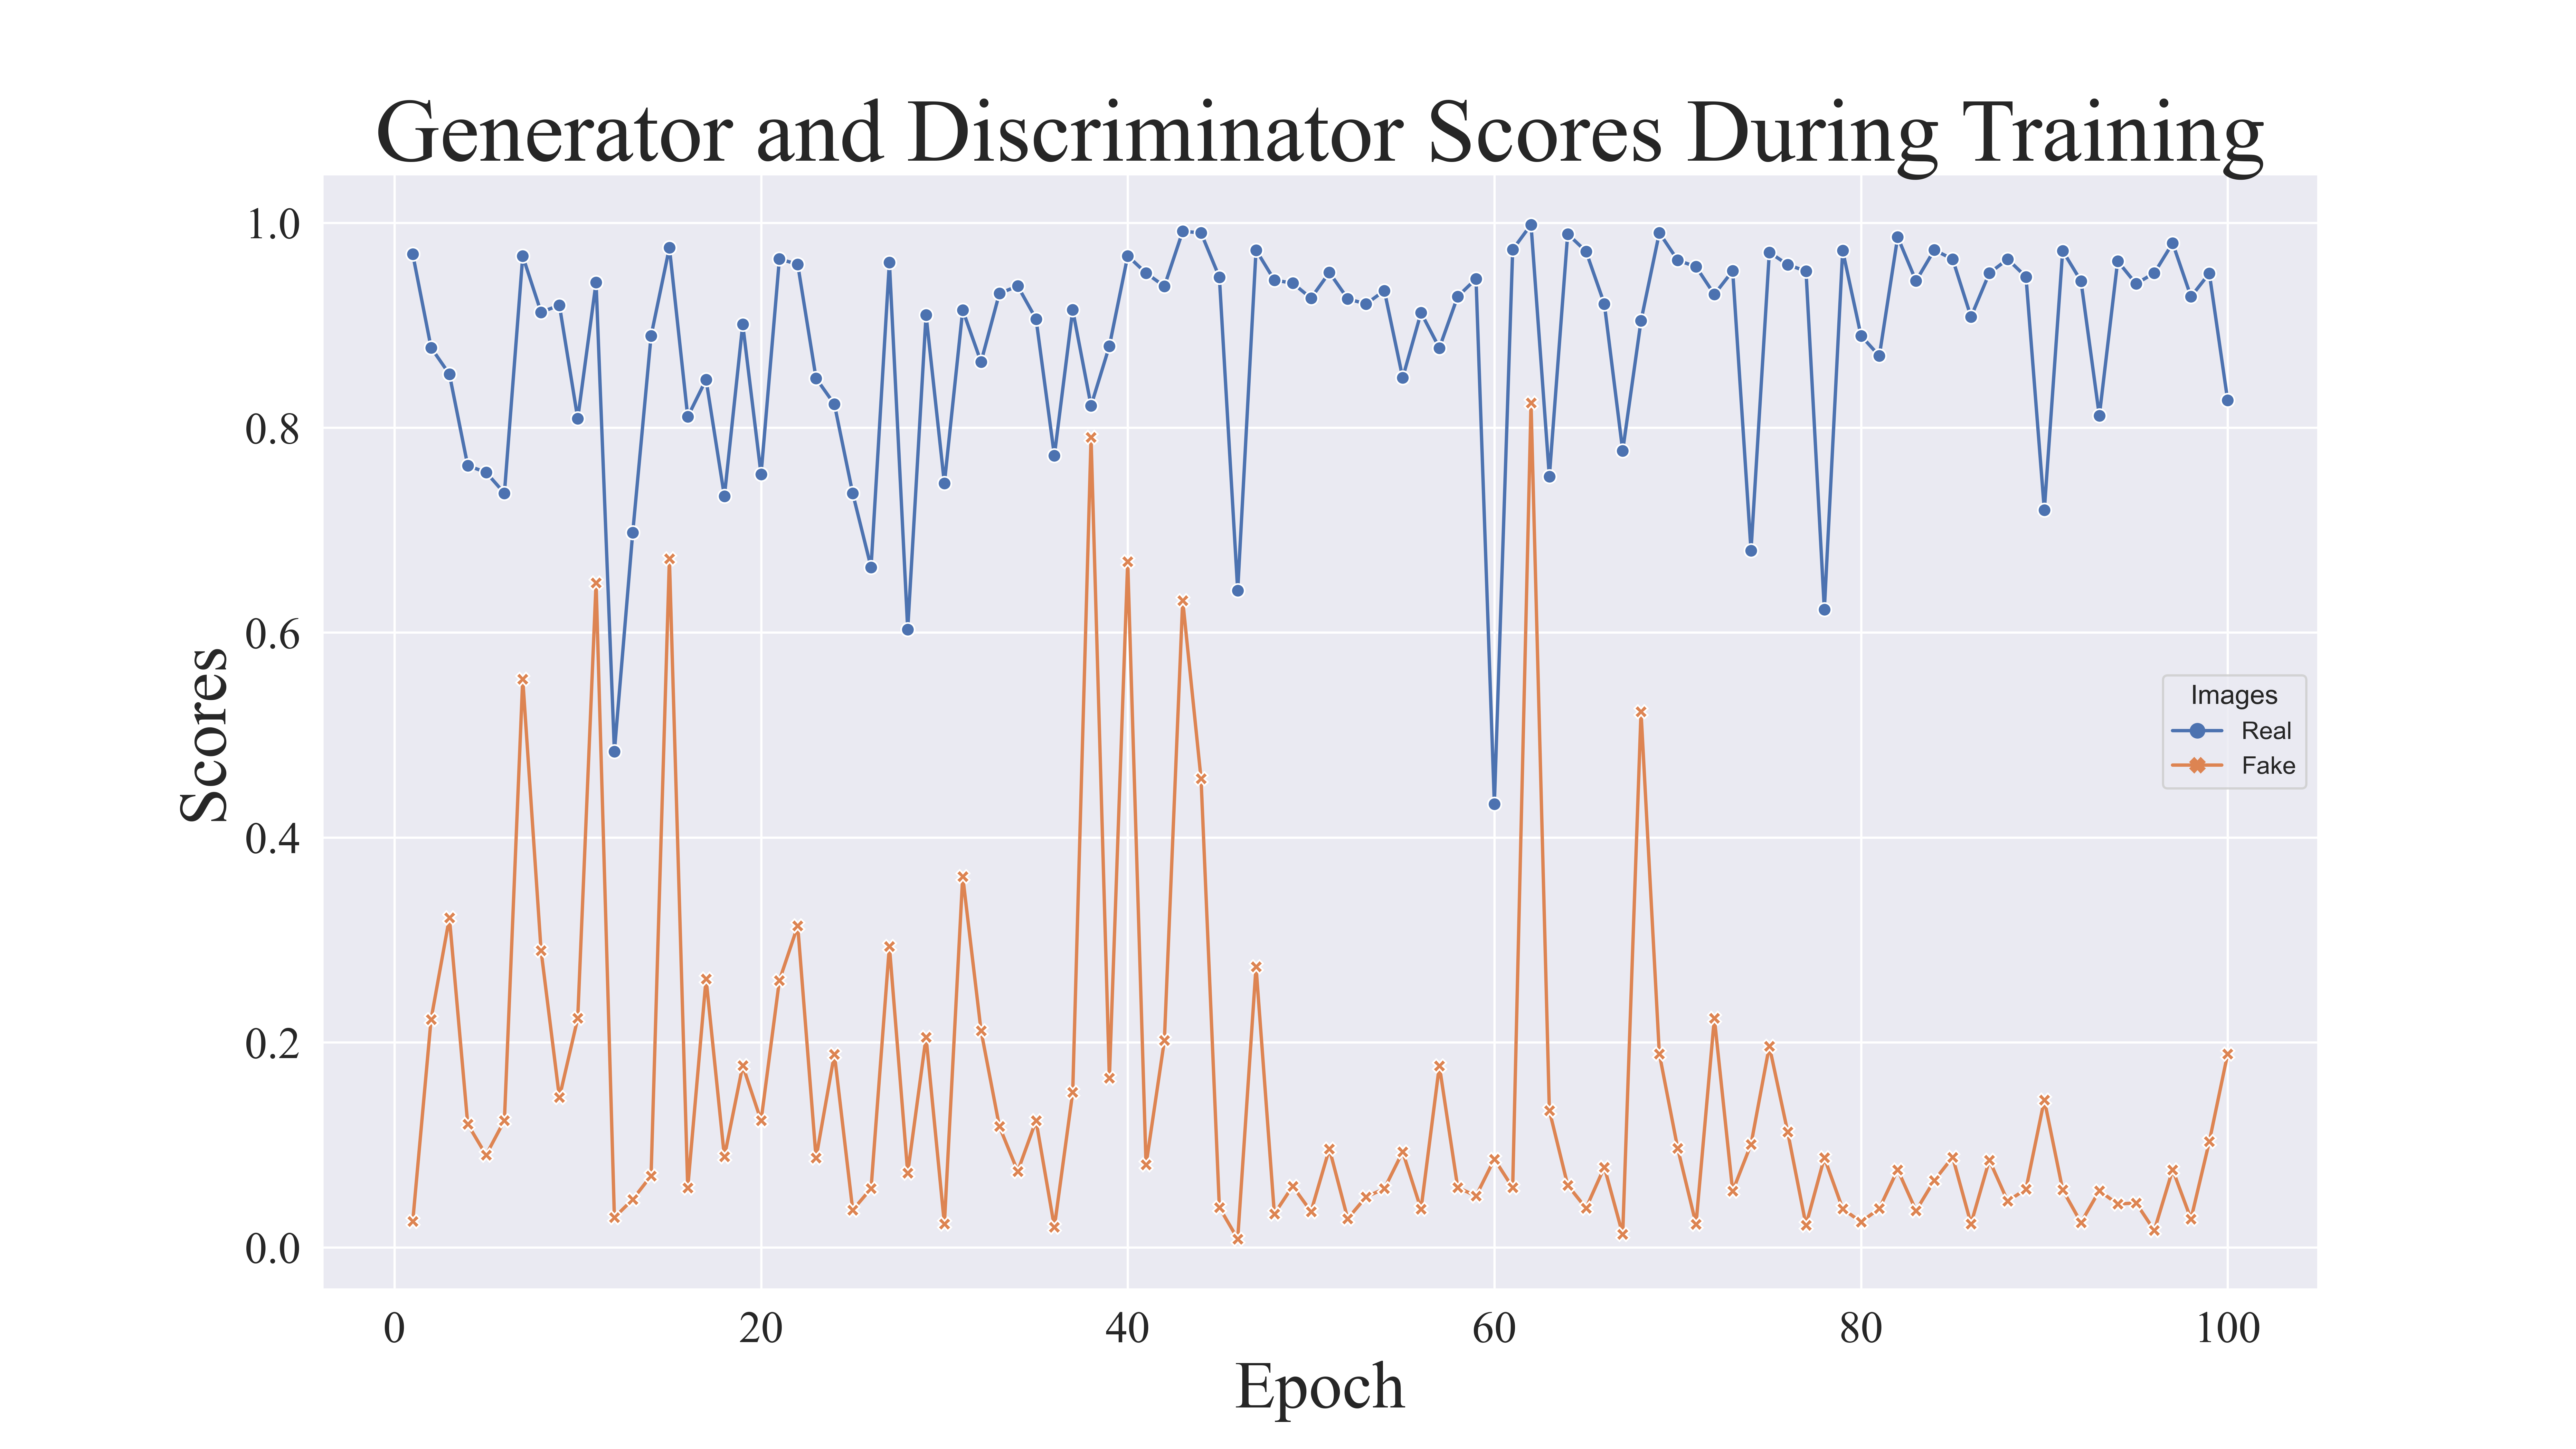 Generator and Discriminator Scores During Training
1.0
0.8
0.6
0.4
0.2
0.0
Scores
Images
Real
Fake
0 20 40 60 80 100
Epoch